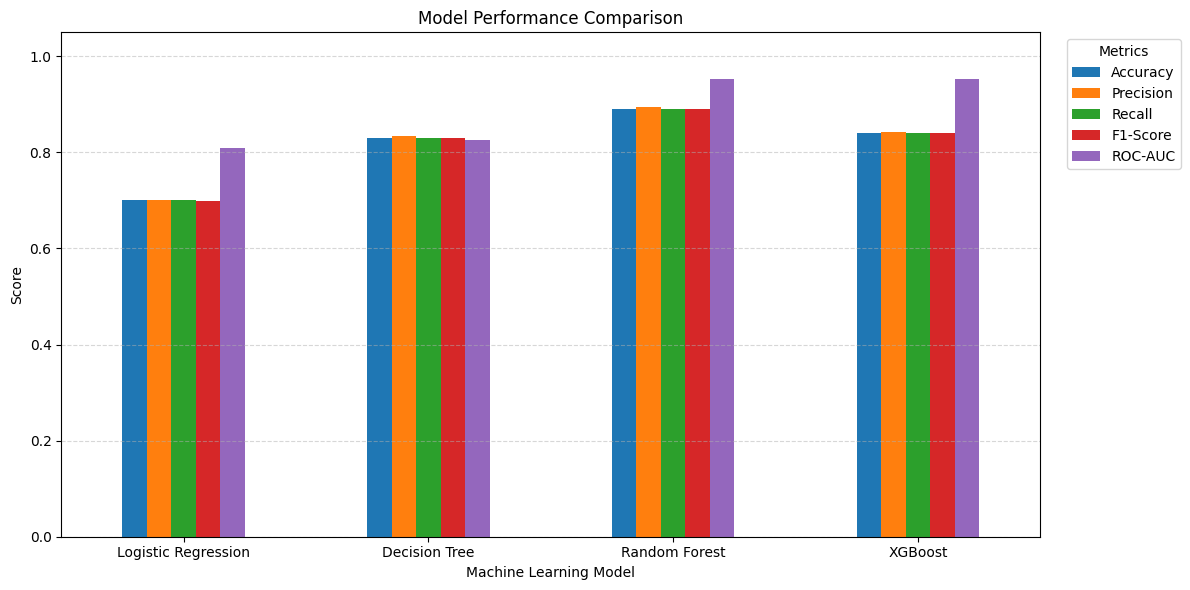 Model Performance Comparison
Metrics
Accuracy
Precision
Recall
F1-Score
ROC-AUC
Score
1.0
0.8
0.6
0.4
0.2
0.0
Logistic Regression
Decision Tree
Random Forest
XGBoost
Machine Learning Model